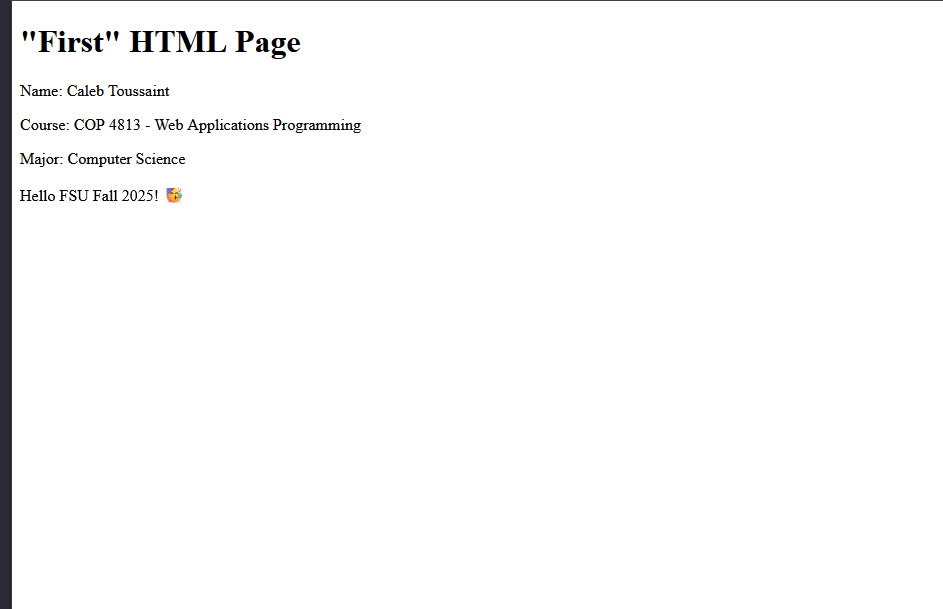 "First" HTML Page
Name: Caleb Toussaint
Course: COP 4813 - Web Applications Programming
Major: Computer Science
Hello FSU Fall 2025! 🥳